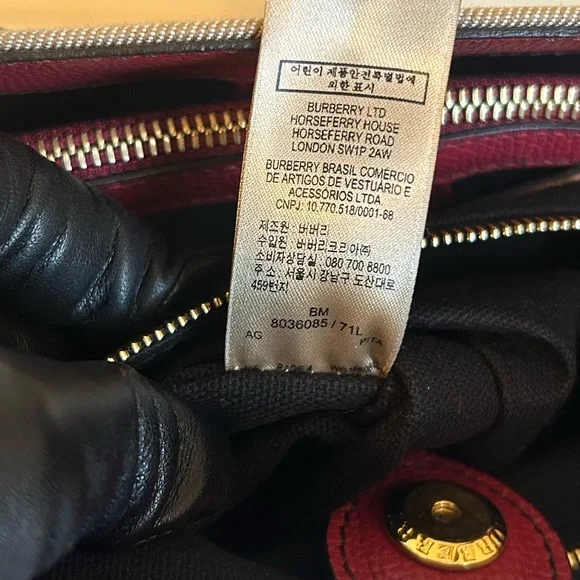 어린이 제품안전특별법에
의한 표시
BURBERRY LTD
HORSEFERRY HOUSE
HORSEFERRY ROAD
LONDON SW1P 2AW
BURBERRY BRASIL COMÉRCIO
DE ARTIGOS DE VESTUÁRIO E
ACESSÓRIOS LTDA
CNPJ: 10.770.518/0001-68
제조원 : 버버리
수입원 : 버버리코리아(주)
소비자상담실 : 080 700 8800
주소 : 서울시 강남구 도산대로
459번지
BM
8036085 / 71L
AG